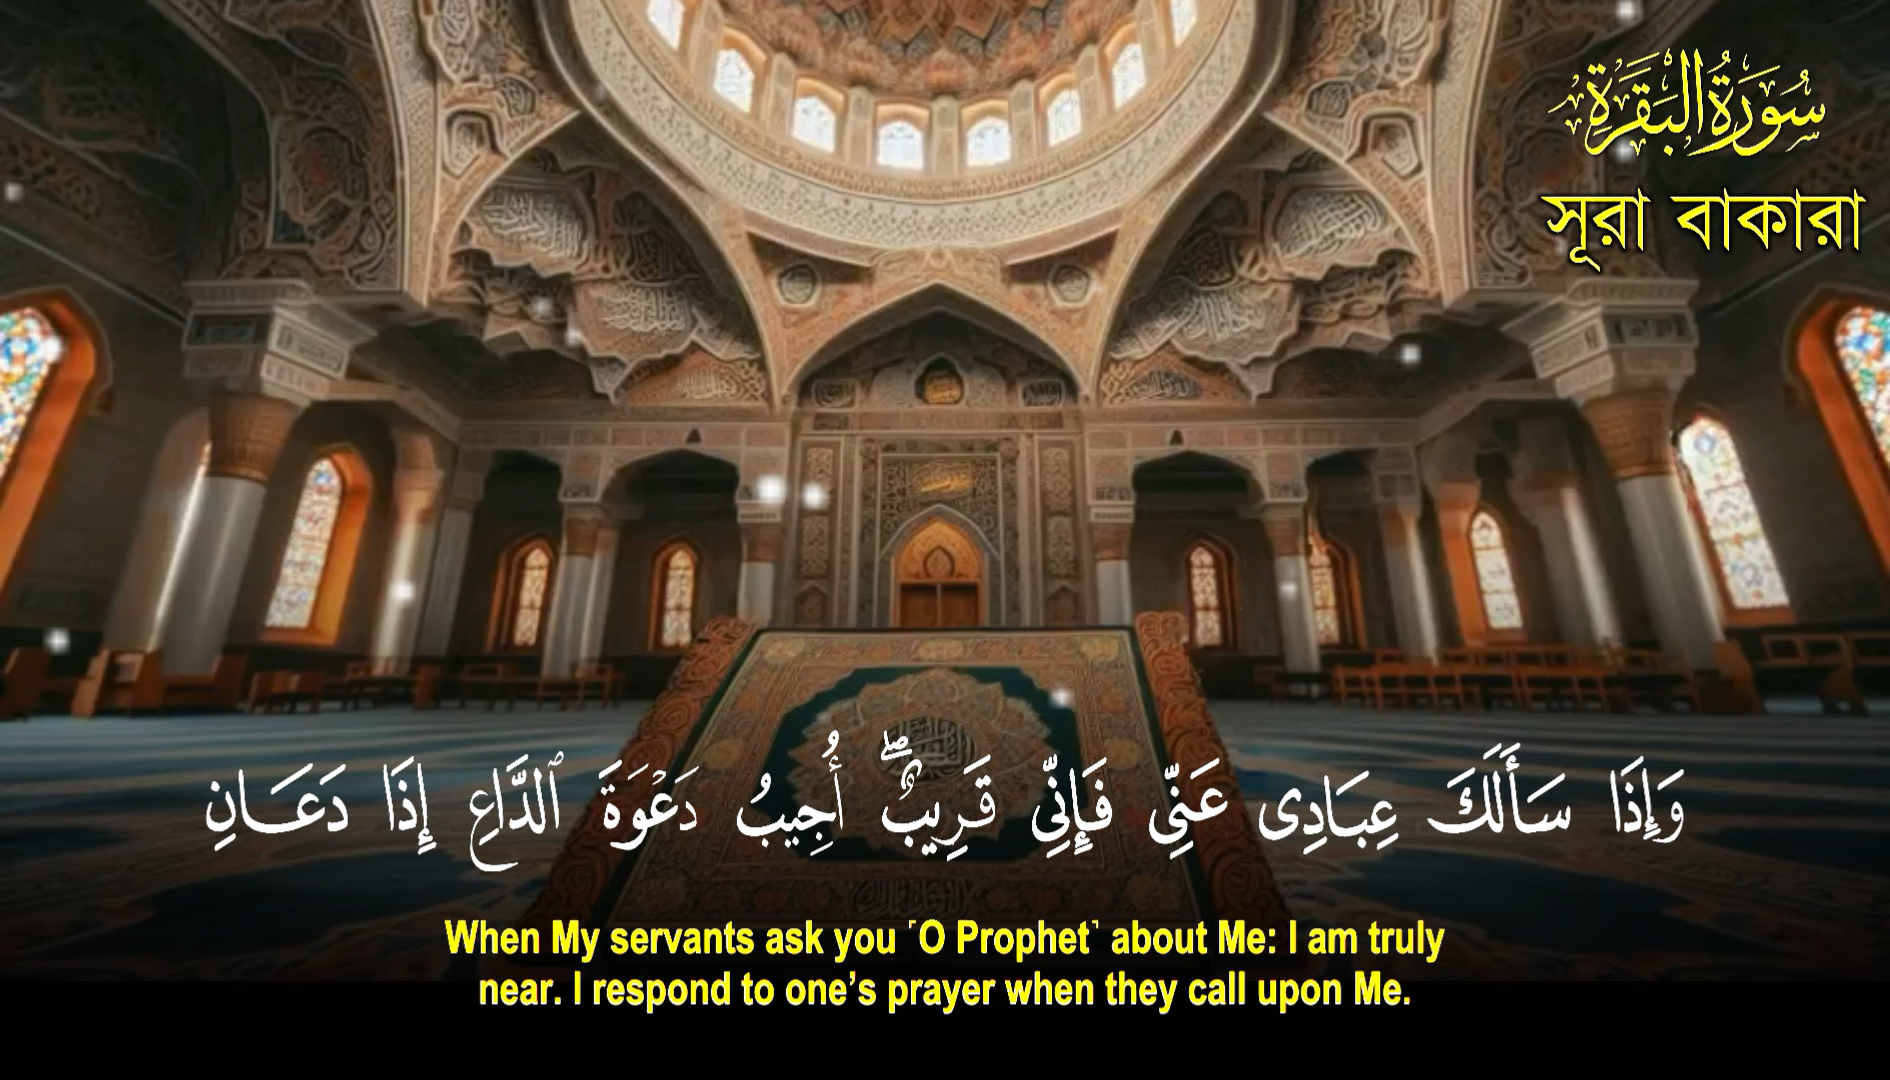 سُورَةُ الْبَقَرَةِ
সূরা বাকারা
وَإِذَا سَأَلَكَ عِبَادِى عَنِّى فَإِنِّى قَرِيبٌ ۖ أُجِيبُ دَعْوَةَ ٱلدَّاعِ إِذَا دَعَانِ
When My servants ask you ˹O Prophet˺ about Me: I am truly
near. I respond to one’s prayer when they call upon Me.